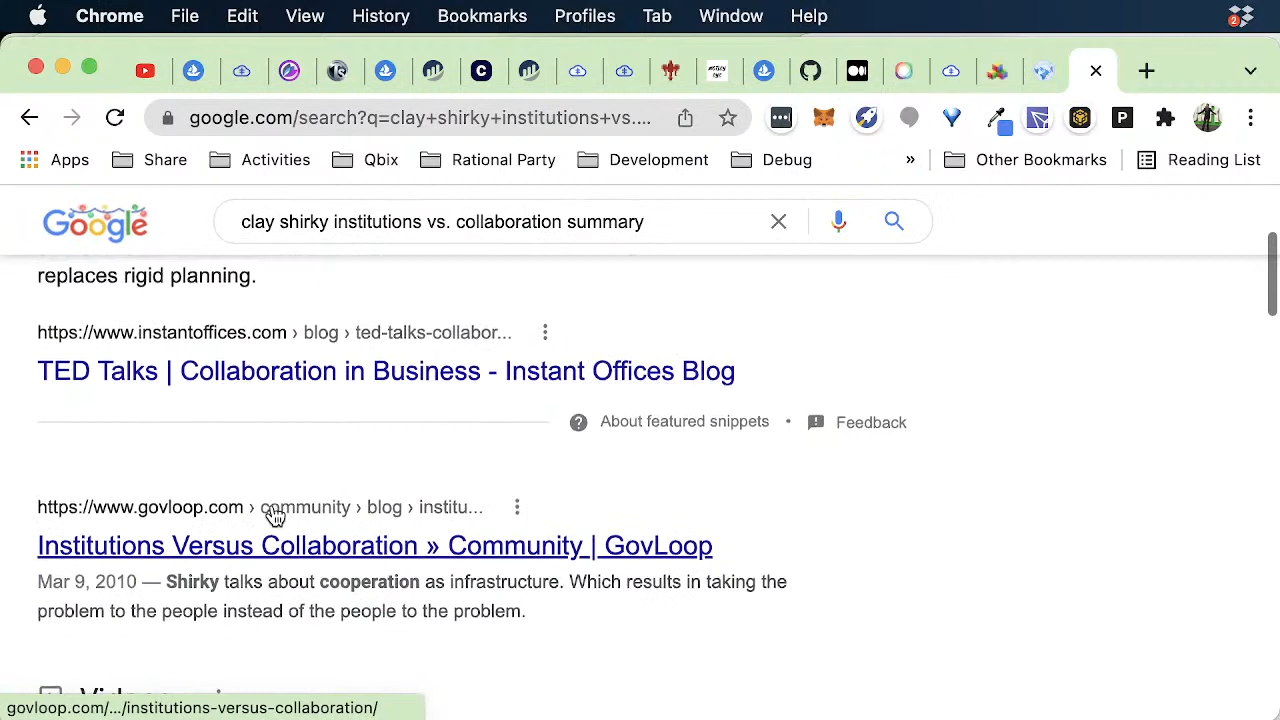 Chrome File Edit View History Bookmarks Profiles Tab Window Help
2
google.com/search?q=clay+shirky+institutions+vs....
P
Apps Share Activities Qbix Rational Party Development Debug » Other Bookmarks Reading List
Google clay shirky institutions vs. collaboration summary
replaces rigid planning.
https://www.instantoffices.com › blog › ted-talks-collabor...
TED Talks | Collaboration in Business - Instant Offices Blog
About featured snippets • Feedback
https://www.govloop.com › community › blog › institu...
Institutions Versus Collaboration » Community | GovLoop
Mar 9, 2010 — Shirky talks about cooperation as infrastructure. Which results in taking the
problem to the people instead of the people to the problem.
govloop.com/.../institutions-versus-collaboration/